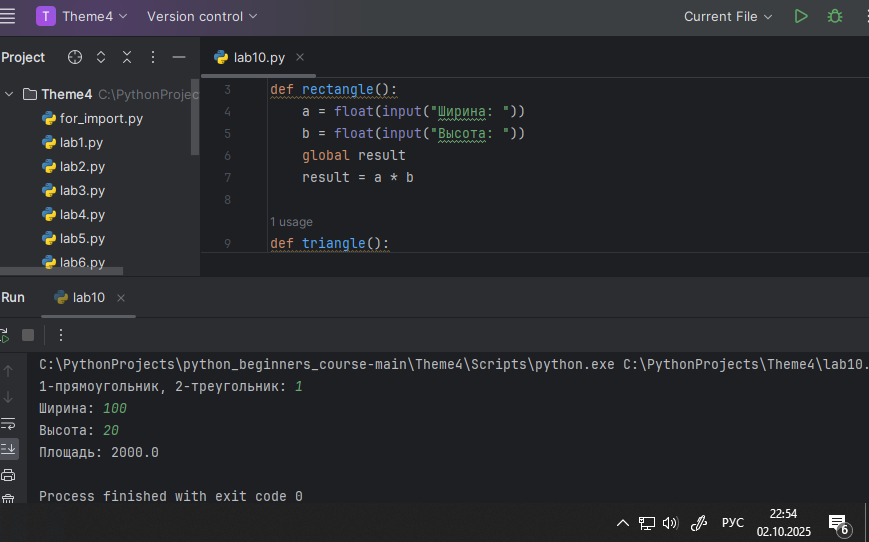 T Theme4 Version control Current File
Project
lab10.py
Theme4 C:\PythonProjec
for_import.py
lab1.py
lab2.py
lab3.py
lab4.py
lab5.py
lab6.py
3 def rectangle():
4 a = float(input("Ширина: "))
5 b = float(input("Высота: "))
6 global result
7 result = a * b
8
1 usage
9 def triangle():
Run lab10
C:\PythonProjects\python_beginners_course-main\Theme4\Scripts\python.exe C:\PythonProjects\Theme4\lab10.
1-прямоугольник, 2-треугольник: 1
Ширина: 100
Высота: 20
Площадь: 2000.0
Process finished with exit code 0
РУС
22:54
02.10.2025
6